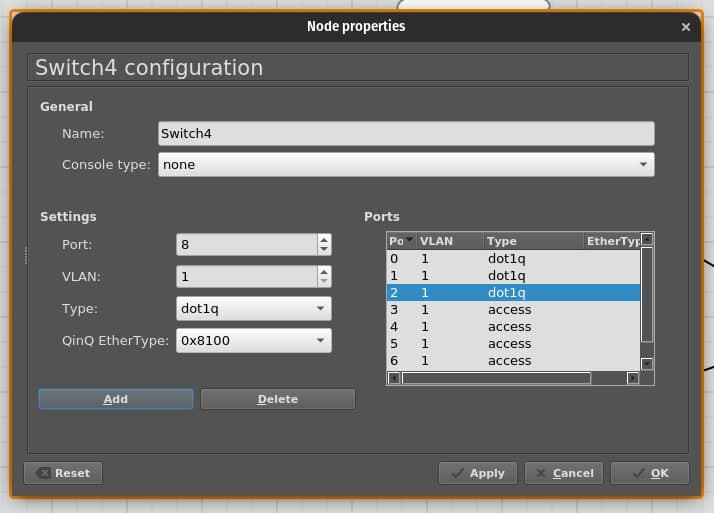 Node properties
Switch4 configuration
General
Name: Switch4
Console type: none
Settings
Port: 8
VLAN: 1
Type: dot1q
QinQ EtherType: 0x8100
Add Delete
Ports
Po VLAN Type EtherTyp
0 1 dot1q
1 1 dot1q
2 1 dot1q
3 1 access
4 1 access
5 1 access
6 1 access
Reset Apply Cancel OK